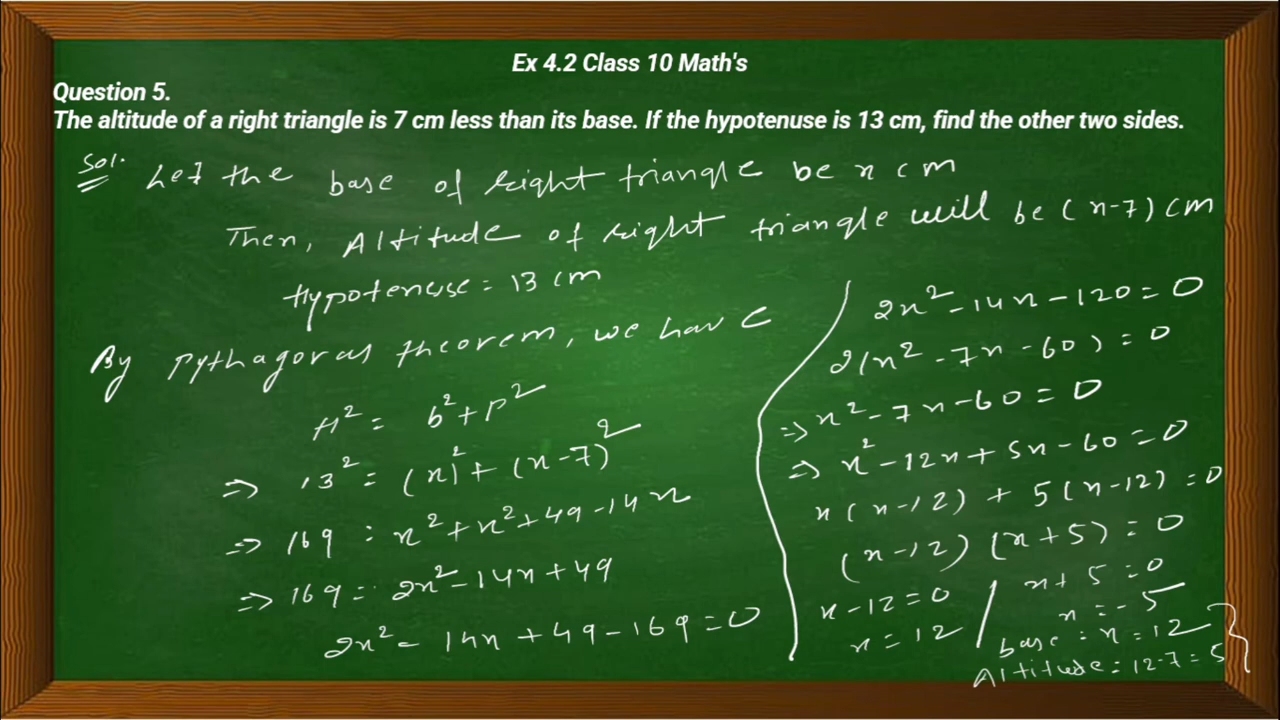 Ex 4.2 Class 10 Math's
Question 5.
The altitude of a right triangle is 7 cm less than its base. If the hypotenuse is 13 cm, find the other two sides.
Sol. Let the base of right triangle be x cm
Then, Altitude of right triangle will be (x-7) cm
Hypotenuse = 13 cm
By Pythagoras theorem, we have
H² = b² + P²
⇒ 13² = (x)² + (x-7)²
⇒ 169 = x² + x² + 49 - 14x
⇒ 169 = 2x² - 14x + 49
2x² - 14x + 49 - 169 = 0
2x² - 14x - 120 = 0
2(x² - 7x - 60) = 0
⇒ x² - 7x - 60 = 0
⇒ x² - 12x + 5x - 60 = 0
x(x-12) + 5(x-12) = 0
(x-12) (x+5) = 0
x - 12 = 0
x = 12
x + 5 = 0
x = -5
base = x = 12
Altitude = 12-7 = 5